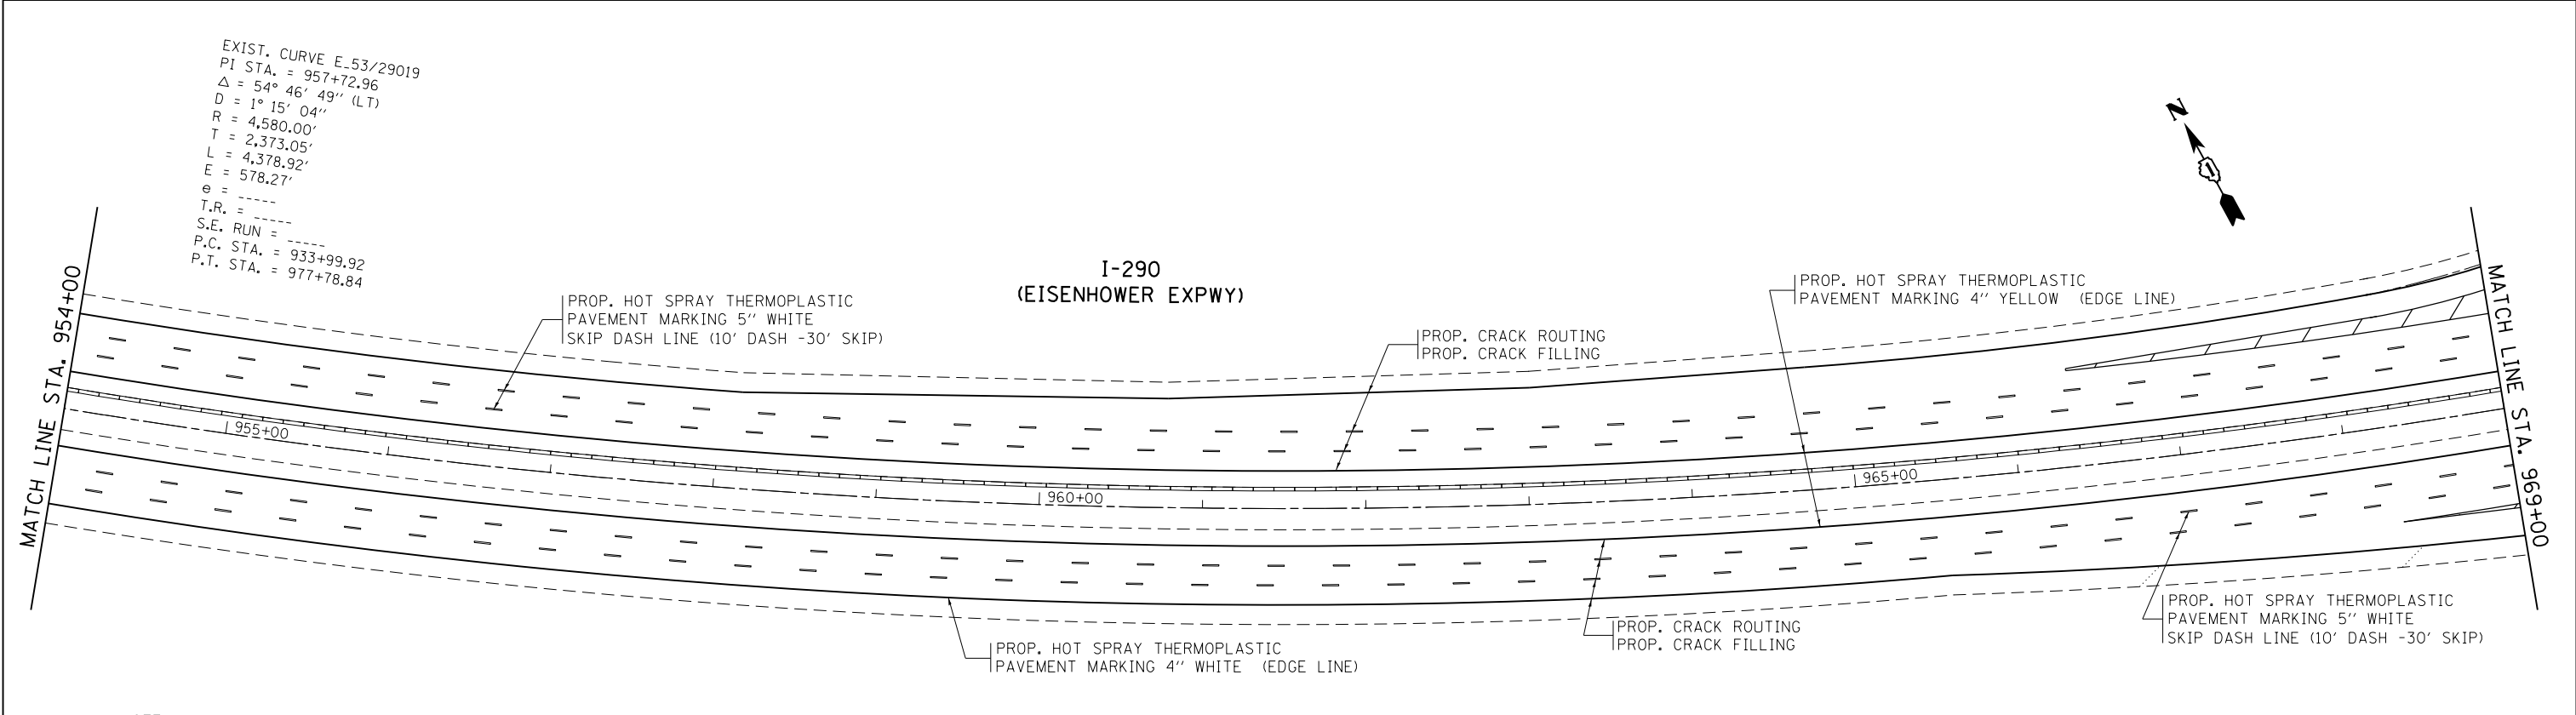 EXIST. CURVE E_53/29019
PI STA. = 957+72.96
Δ = 54° 46' 49'' (LT)
D = 1° 15' 04''
R = 4,580.00'
T = 2,373.05'
L = 4,378.92'
E = 578.27'
e = _____
T.R. = _____
S.E. RUN = _____
P.C. STA. = 933+99.92
P.T. STA. = 977+78.84
N
I-290
(EISENHOWER EXPWY)
MATCH LINE STA. 954+00
PROP. HOT SPRAY THERMOPLASTIC
PAVEMENT MARKING 5'' WHITE
SKIP DASH LINE (10' DASH -30' SKIP)
PROP. CRACK ROUTING
PROP. CRACK FILLING
PROP. HOT SPRAY THERMOPLASTIC
PAVEMENT MARKING 4'' YELLOW (EDGE LINE)
MATCH LINE STA. 969+00
955+00
960+00
965+00
PROP. HOT SPRAY THERMOPLASTIC
PAVEMENT MARKING 4'' WHITE (EDGE LINE)
PROP. CRACK ROUTING
PROP. CRACK FILLING
PROP. HOT SPRAY THERMOPLASTIC
PAVEMENT MARKING 5'' WHITE
SKIP DASH LINE (10' DASH -30' SKIP)